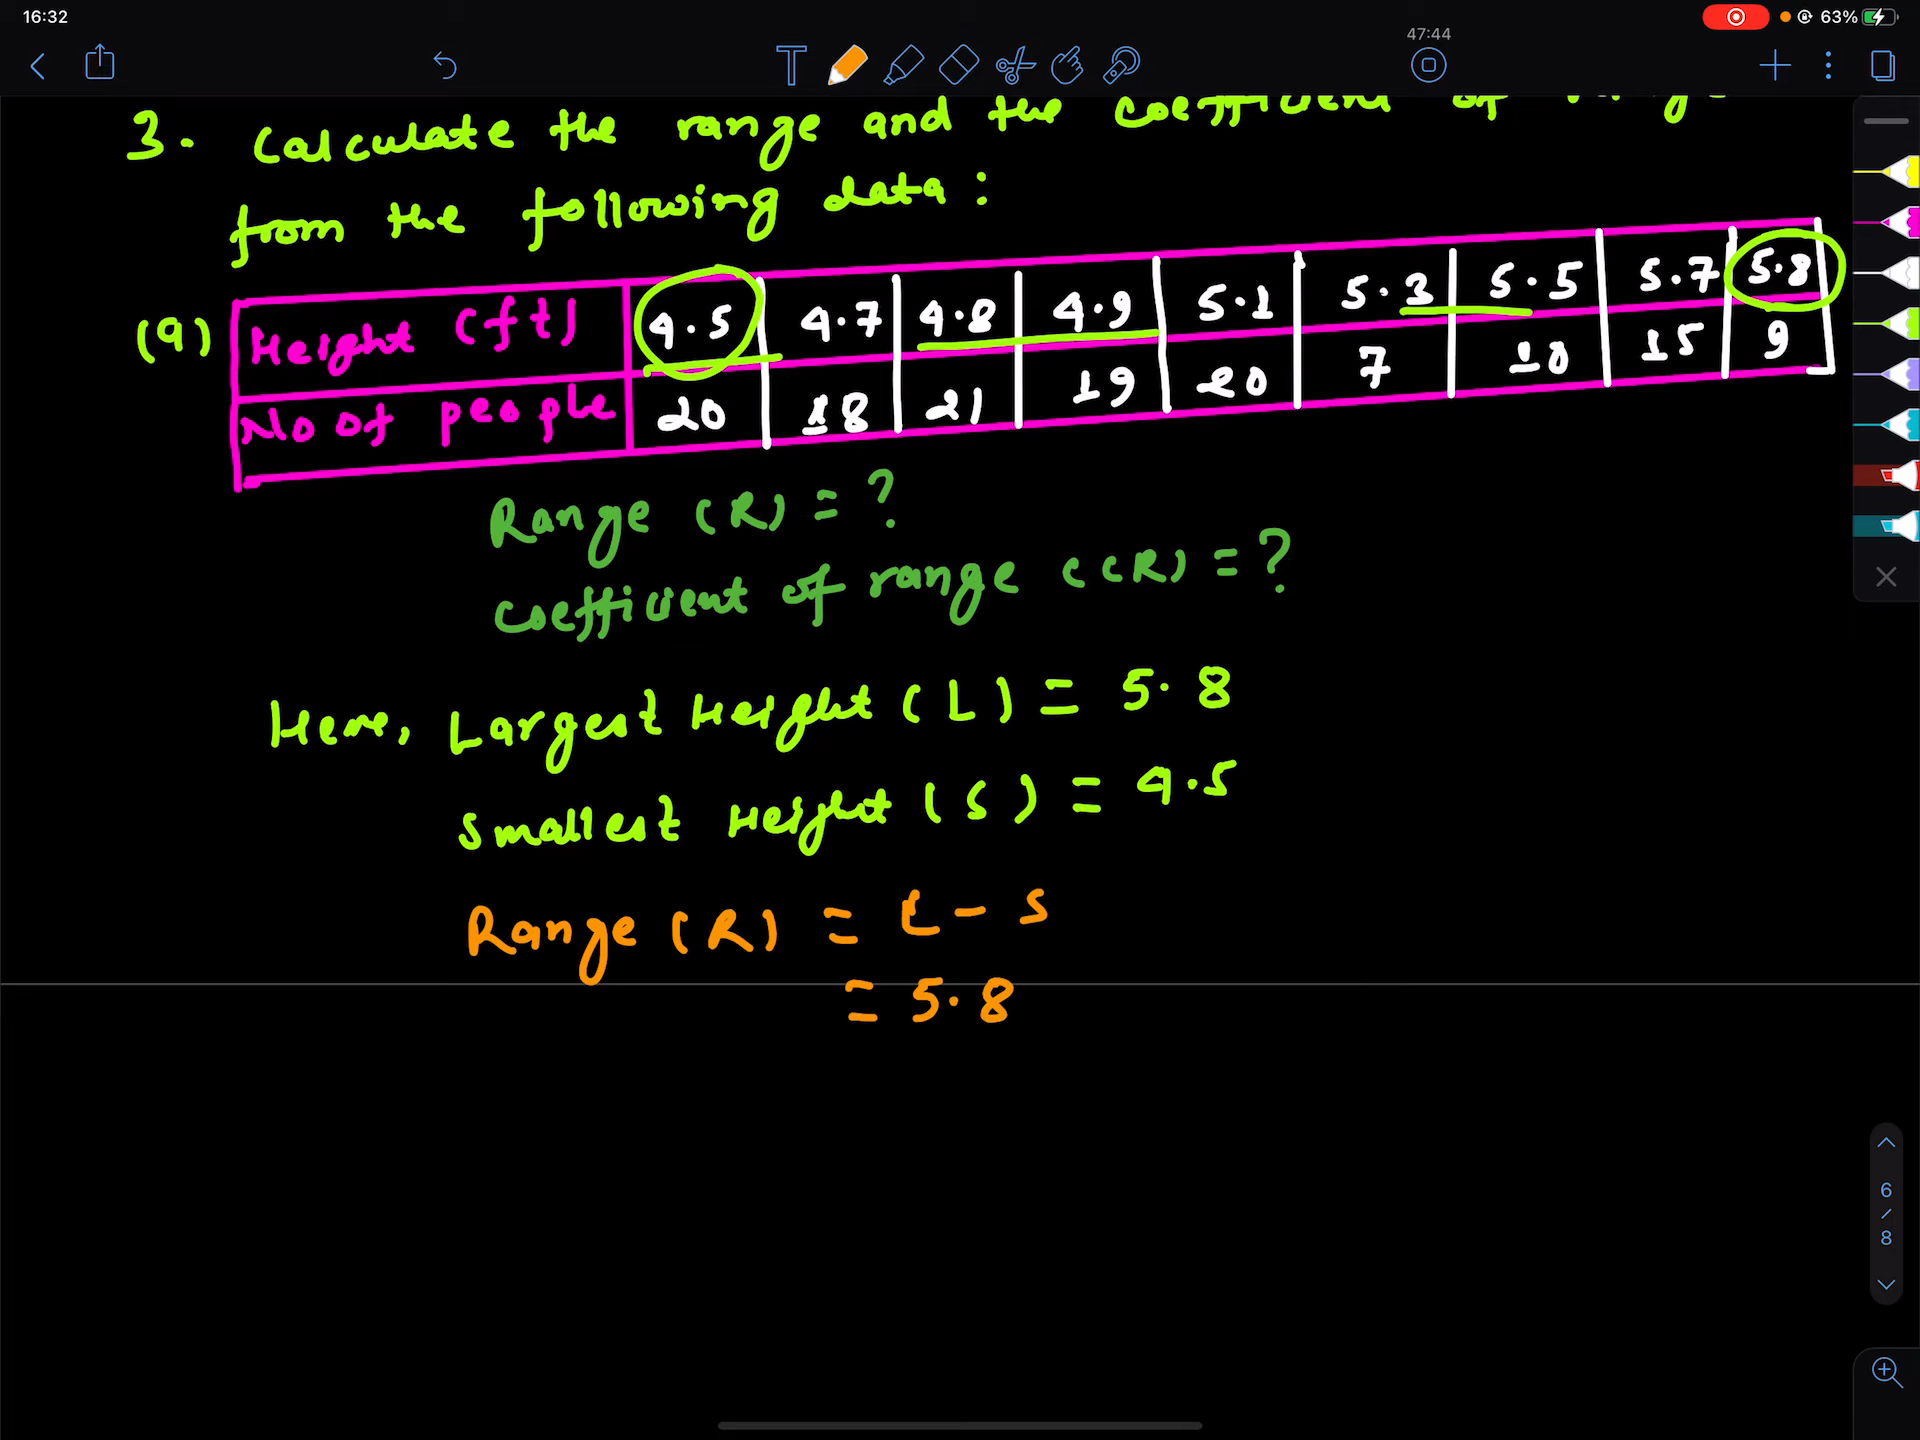 16:32
63%
47:44
3. Calculate the range and the coefficient of range
from the following data:
(a) Height (ft) 4.5 4.7 4.8 4.9 5.1 5.3 5.5 5.7 5.8
No of people 20 18 21 19 20 7 10 15 9
Range (R) = ?
coefficient of range (CR) = ?
Here, Largest Height (L) = 5.8
smallest Height (S) = 4.5
Range (R) = L - S
= 5.8
6
/
8